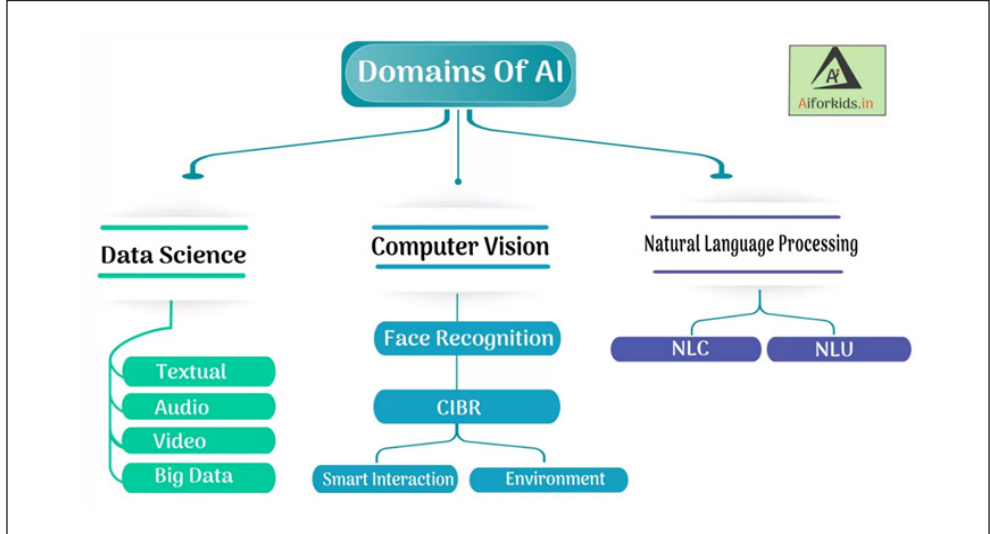 Domains Of AI
Ai
Aiforkids.in
Data Science
Computer Vision
Natural Language Processing
Textual
Audio
Video
Big Data
Face Recognition
CIBR
Smart Interaction
Environment
NLC
NLU